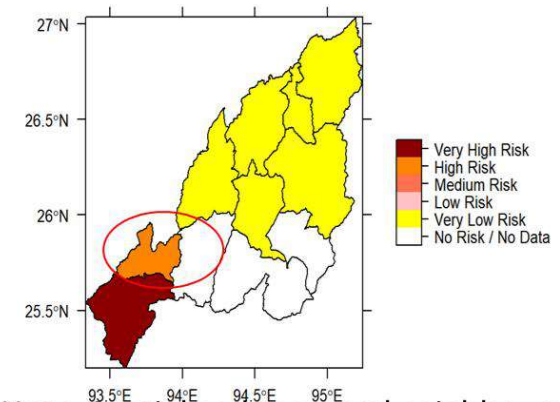 27°N
26.5°N
26°N
25.5°N
93.5°E 94°E 94.5°E 95°E
Very High Risk
High Risk
Medium Risk
Low Risk
Very Low Risk
No Risk / No Data